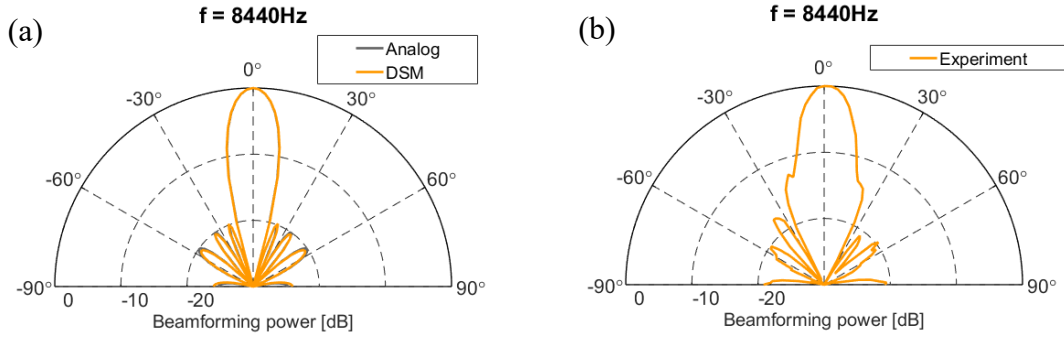 (a)
f = 8440Hz
Analog
DSM
0°
-30°
30°
-60°
60°
-90°
90°
0 -10 -20
Beamforming power [dB]
(b)
f = 8440Hz
Experiment
0°
-30°
30°
-60°
60°
-90°
90°
0 -10 -20
Beamforming power [dB]